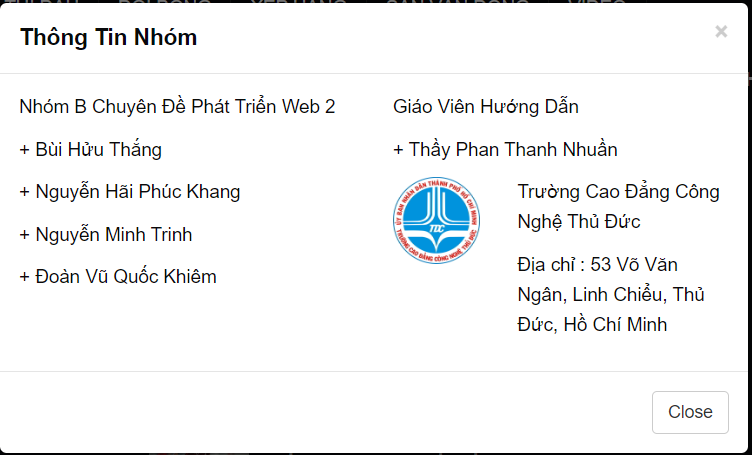 Thông Tin Nhóm
×
Nhóm B Chuyên Đề Phát Triển Web 2
+ Bùi Hửu Thắng
+ Nguyễn Hãi Phúc Khang
+ Nguyễn Minh Trinh
+ Đoàn Vũ Quốc Khiêm
Giáo Viên Hướng Dẫn
+ Thầy Phan Thanh Nhuần
ỦY BAN NHÂN DÂN THÀNH PHỐ HỒ CHÍ MINH
TDC
TRƯỜNG CAO ĐẲNG CÔNG NGHỆ THỦ ĐỨC
Trường Cao Đẳng Công
Nghệ Thủ Đức
Địa chỉ : 53 Võ Văn
Ngân, Linh Chiểu, Thủ
Đức, Hồ Chí Minh
Close